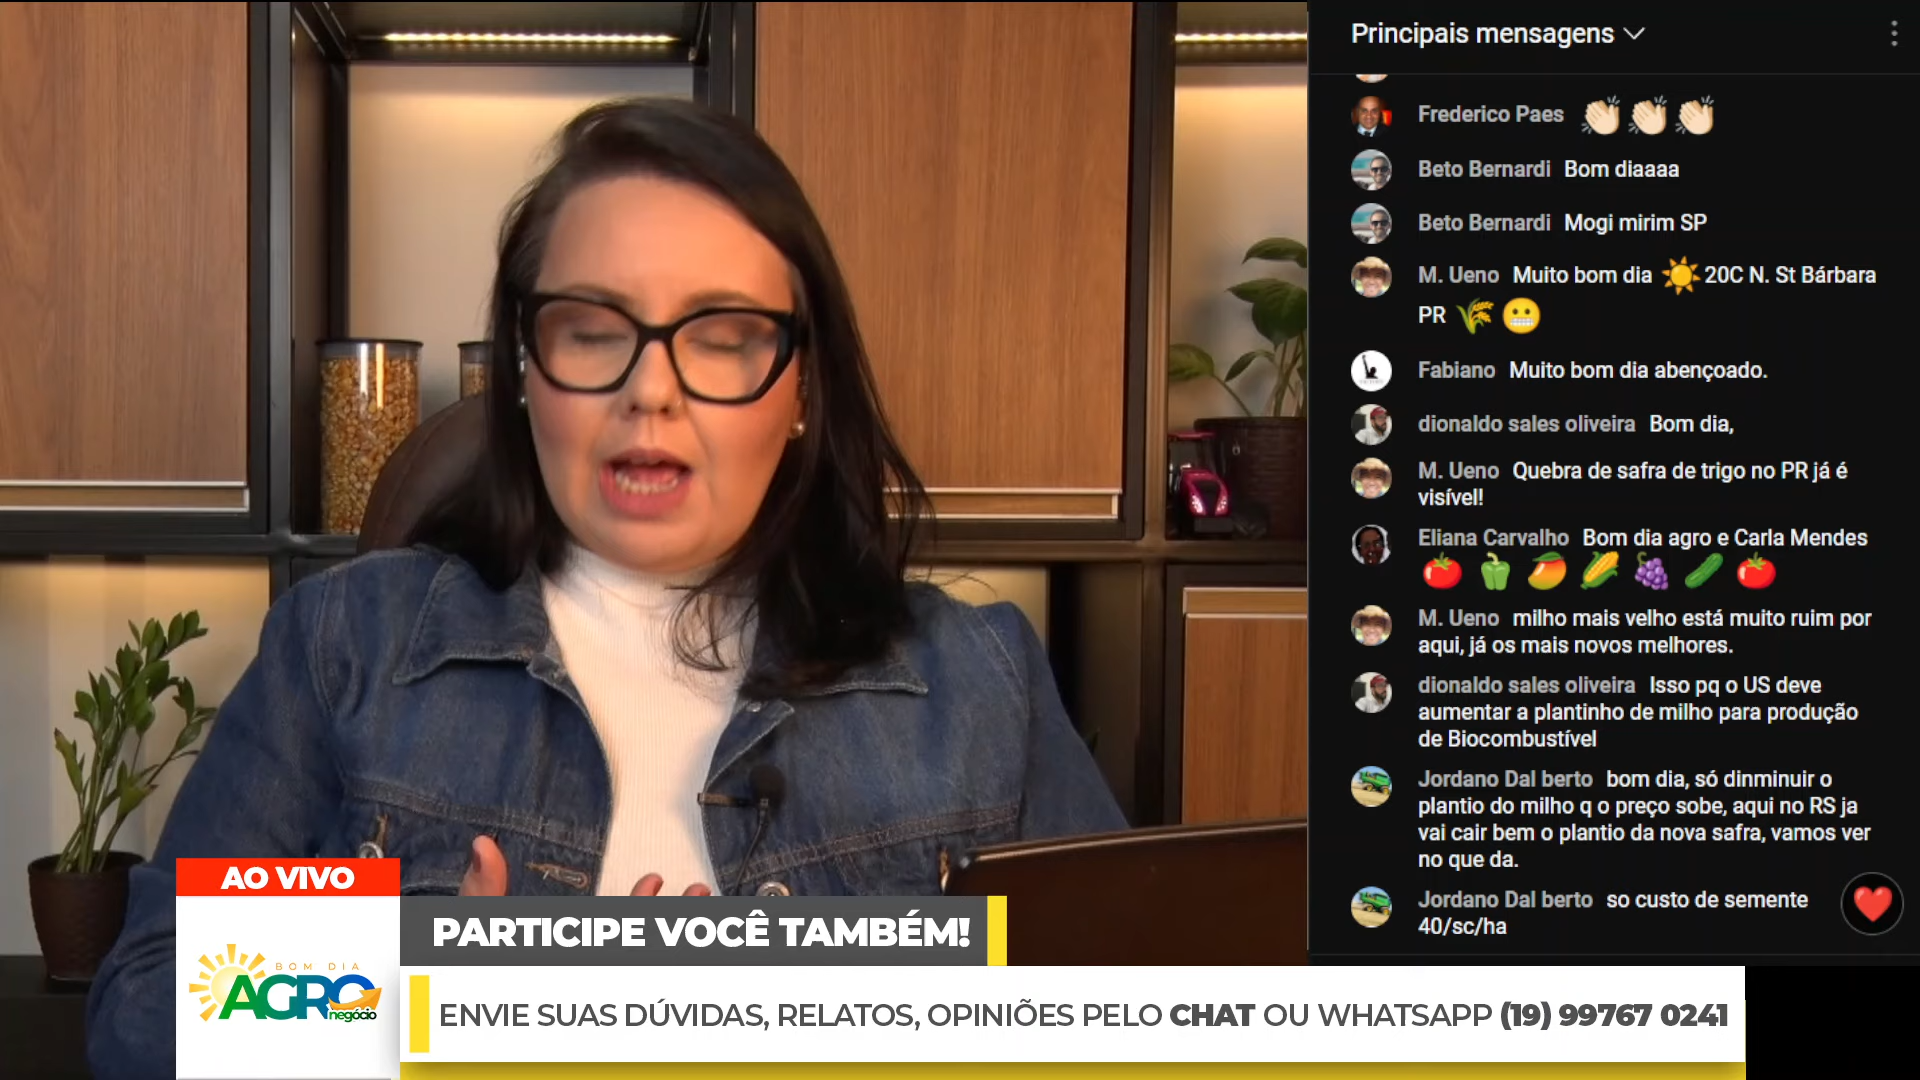 Principais mensagens
Frederico Paes 👏🏻👏🏻👏🏻
Beto Bernardi Bom diaaaa
Beto Bernardi Mogi mirim SP
M. Ueno Muito bom dia ☀️20C N. St Bárbara
PR 🌾 😬
Fabiano Muito bom dia abençoado.
dionaldo sales oliveira Bom dia,
M. Ueno Quebra de safra de trigo no PR já é
visível!
Eliana Carvalho Bom dia agro e Carla Mendes
🍅 🫑 🥭 🌽 🍇 🥒 🍅
M. Ueno milho mais velho está muito ruim por
aqui, já os mais novos melhores.
dionaldo sales oliveira Isso pq o US deve
aumentar a plantinho de milho para produção
de Biocombustível
Jordano Dal berto bom dia, só dinminuir o
plantio do milho q o preço sobe, aqui no RS ja
vai cair bem o plantio da nova safra, vamos ver
no que da.
Jordano Dal berto so custo de semente
40/sc/ha
AO VIVO
PARTICIPE VOCÊ TAMBÉM!
BOM DIA
AGRO
negócio
ENVIE SUAS DÚVIDAS, RELATOS, OPINIÕES PELO CHAT OU WHATSAPP (19) 99767 0241